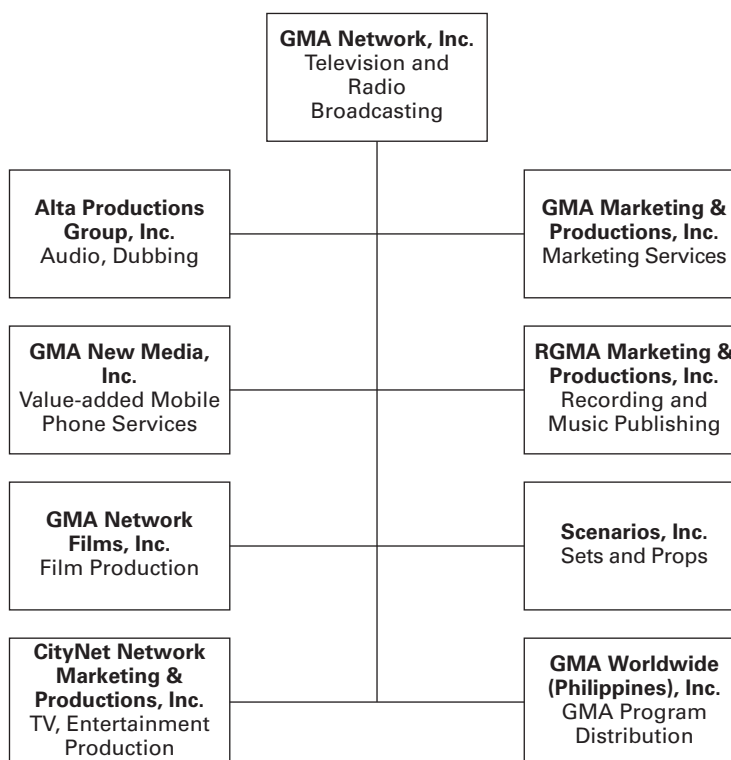 GMA Network, Inc.
Television and
Radio
Broadcasting
Alta Productions
Group, Inc.
Audio, Dubbing
GMA Marketing &
Productions, Inc.
Marketing Services
GMA New Media,
Inc.
Value-added Mobile
Phone Services
RGMA Marketing &
Productions, Inc.
Recording and
Music Publishing
GMA Network
Films, Inc.
Film Production
Scenarios, Inc.
Sets and Props
CityNet Network
Marketing &
Productions, Inc.
TV, Entertainment
Production
GMA Worldwide
(Philippines), Inc.
GMA Program
Distribution